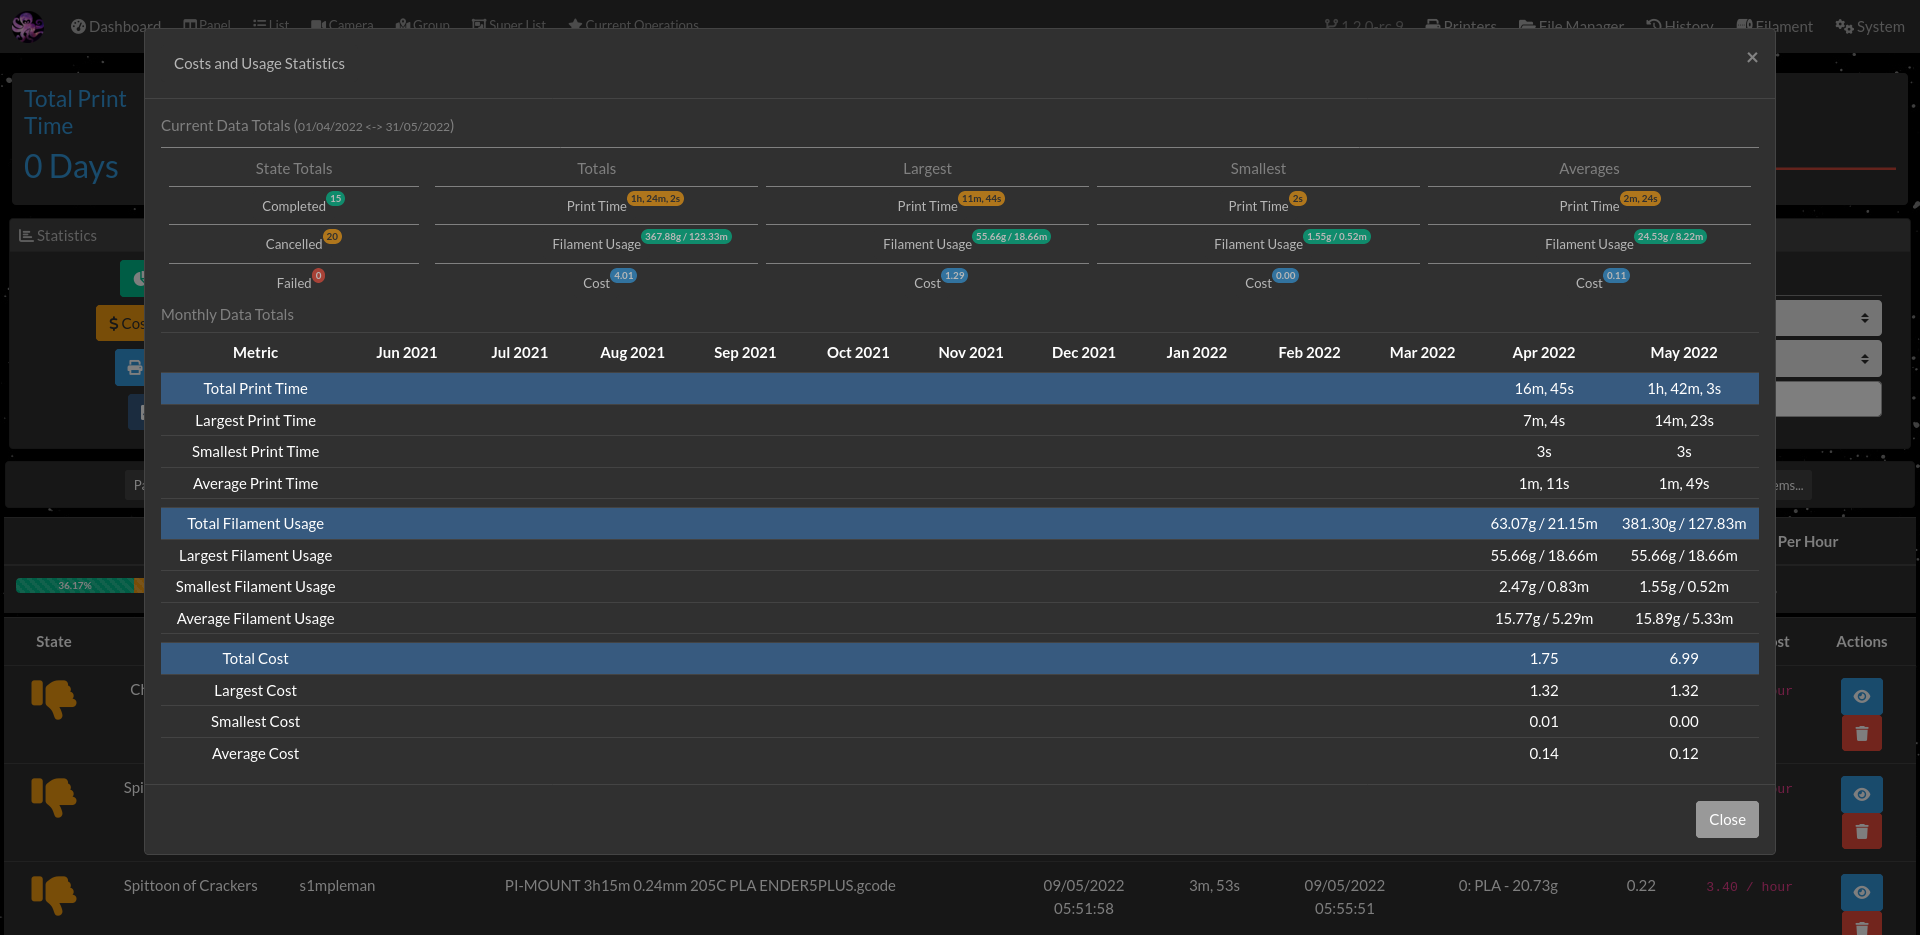 Dashboard Panel List Camera Group Super List Current Operations 1.2.0-rc.9 Printers File Manager History Filament System
Costs and Usage Statistics ×
Total Print
Time
0 Days
Current Data Totals (01/04/2022 <-> 31/05/2022)
State Totals Totals Largest Smallest Averages
Completed 15 Print Time 1h, 24m, 2s Print Time 11m, 44s Print Time 2s Print Time 2m, 24s
Statistics
Cancelled 20 Filament Usage 367.88g / 123.33m Filament Usage 55.66g / 18.66m Filament Usage 1.55g / 0.52m Filament Usage 24.53g / 8.22m
Failed 0 Cost 4.01 Cost 1.29 Cost 0.00 Cost 0.11
Monthly Data Totals
$ Cos
Metric Jun 2021 Jul 2021 Aug 2021 Sep 2021 Oct 2021 Nov 2021 Dec 2021 Jan 2022 Feb 2022 Mar 2022 Apr 2022 May 2022
Total Print Time 16m, 45s 1h, 42m, 3s
Largest Print Time 7m, 4s 14m, 23s
Smallest Print Time 3s 3s
Average Print Time 1m, 11s 1m, 49s
Pa ems...
Total Filament Usage 63.07g / 21.15m 381.30g / 127.83m
Per Hour
Largest Filament Usage 55.66g / 18.66m 55.66g / 18.66m
36.17%
Smallest Filament Usage 2.47g / 0.83m 1.55g / 0.52m
Average Filament Usage 15.77g / 5.29m 15.89g / 5.33m
State st Actions
Total Cost 1.75 6.99
Largest Cost 1.32 1.32
Ch our
Smallest Cost 0.01 0.00
Average Cost 0.14 0.12
Spi our
Close
Spittoon of Crackers s1mpleman PI-MOUNT 3h15m 0.24mm 205C PLA ENDER5PLUS.gcode 09/05/2022 3m, 53s 09/05/2022 0: PLA - 20.73g 0.22 3.40 / hour
05:51:58 05:55:51